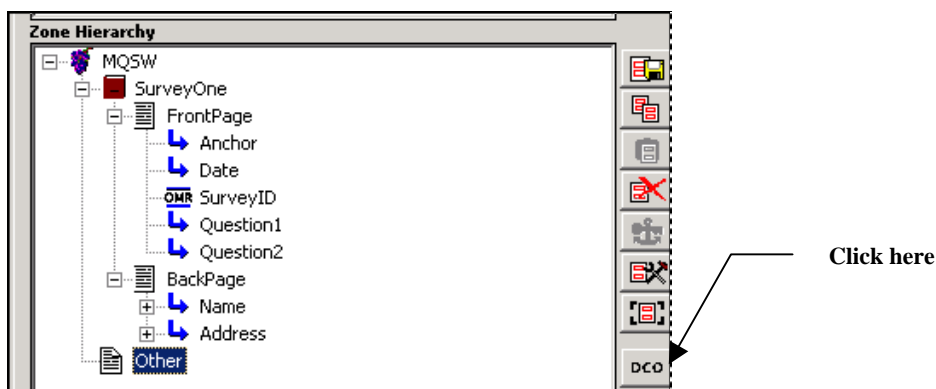 Zone Hierarchy
MQSW
SurveyOne
FrontPage
Anchor
Date
OMR SurveyID
Question1
Question2
BackPage
Name
Address
Other
DCO
Click here